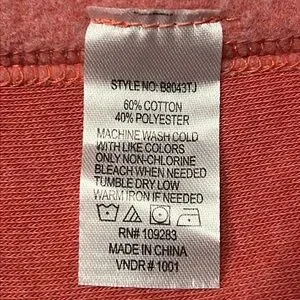 STYLE NO: B8043TJ
60% COTTON
40% POLYESTER
MACHINE WASH COLD
WITH LIKE COLORS
ONLY NON-CHLORINE
BLEACH WHEN NEEDED
TUMBLE DRY LOW
WARM IRON IF NEEDED
RN# 109283
MADE IN CHINA
VNDR # 1001